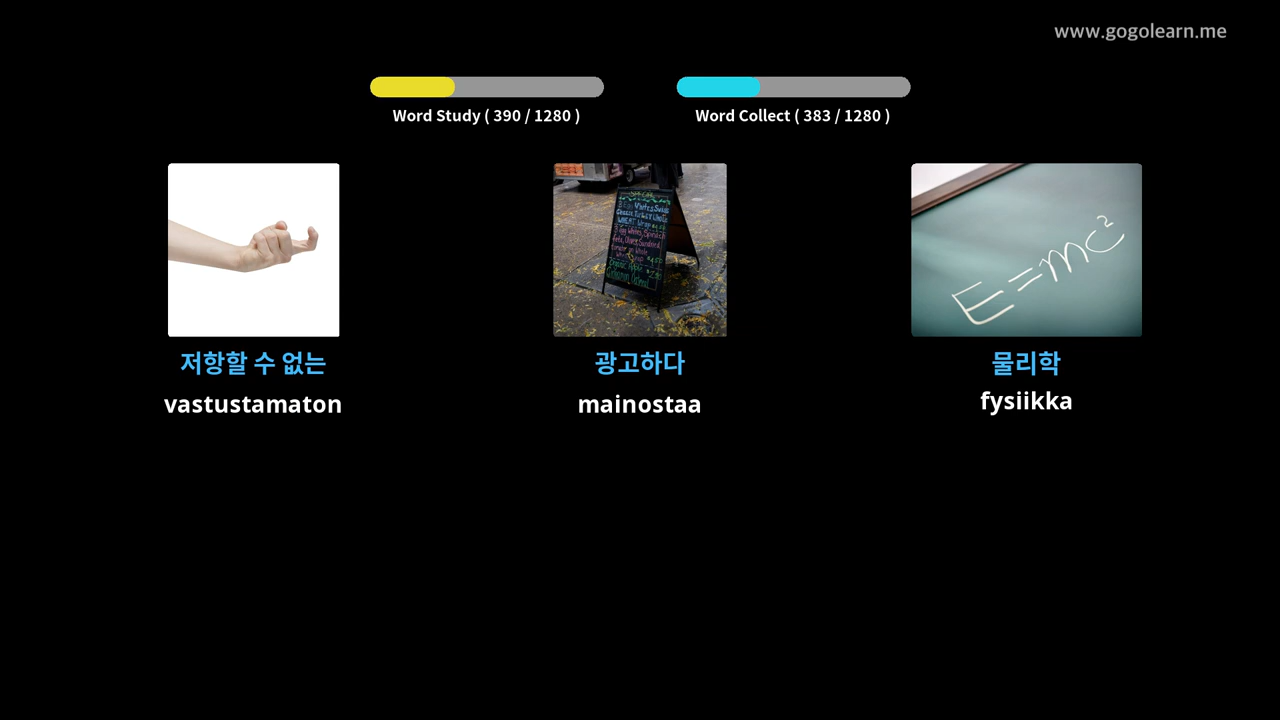 www.gogolearn.me
Word Study ( 390 / 1280 )
Word Collect ( 383 / 1280 )
E=mc²
저항할 수 없는
광고하다
물리학
vastustamaton
mainostaa
fysiikka